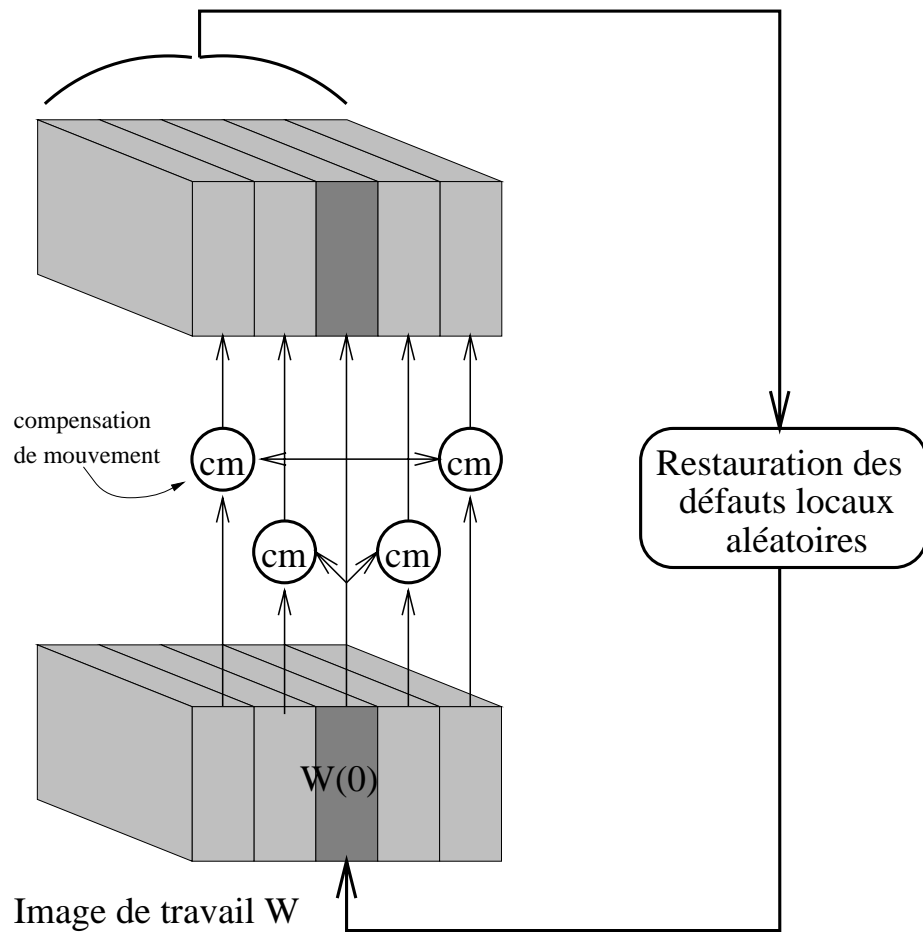 compensation
de mouvement
cm
cm
Restauration des
défauts locaux
aléatoires
cm
cm
W(0)
Image de travail W